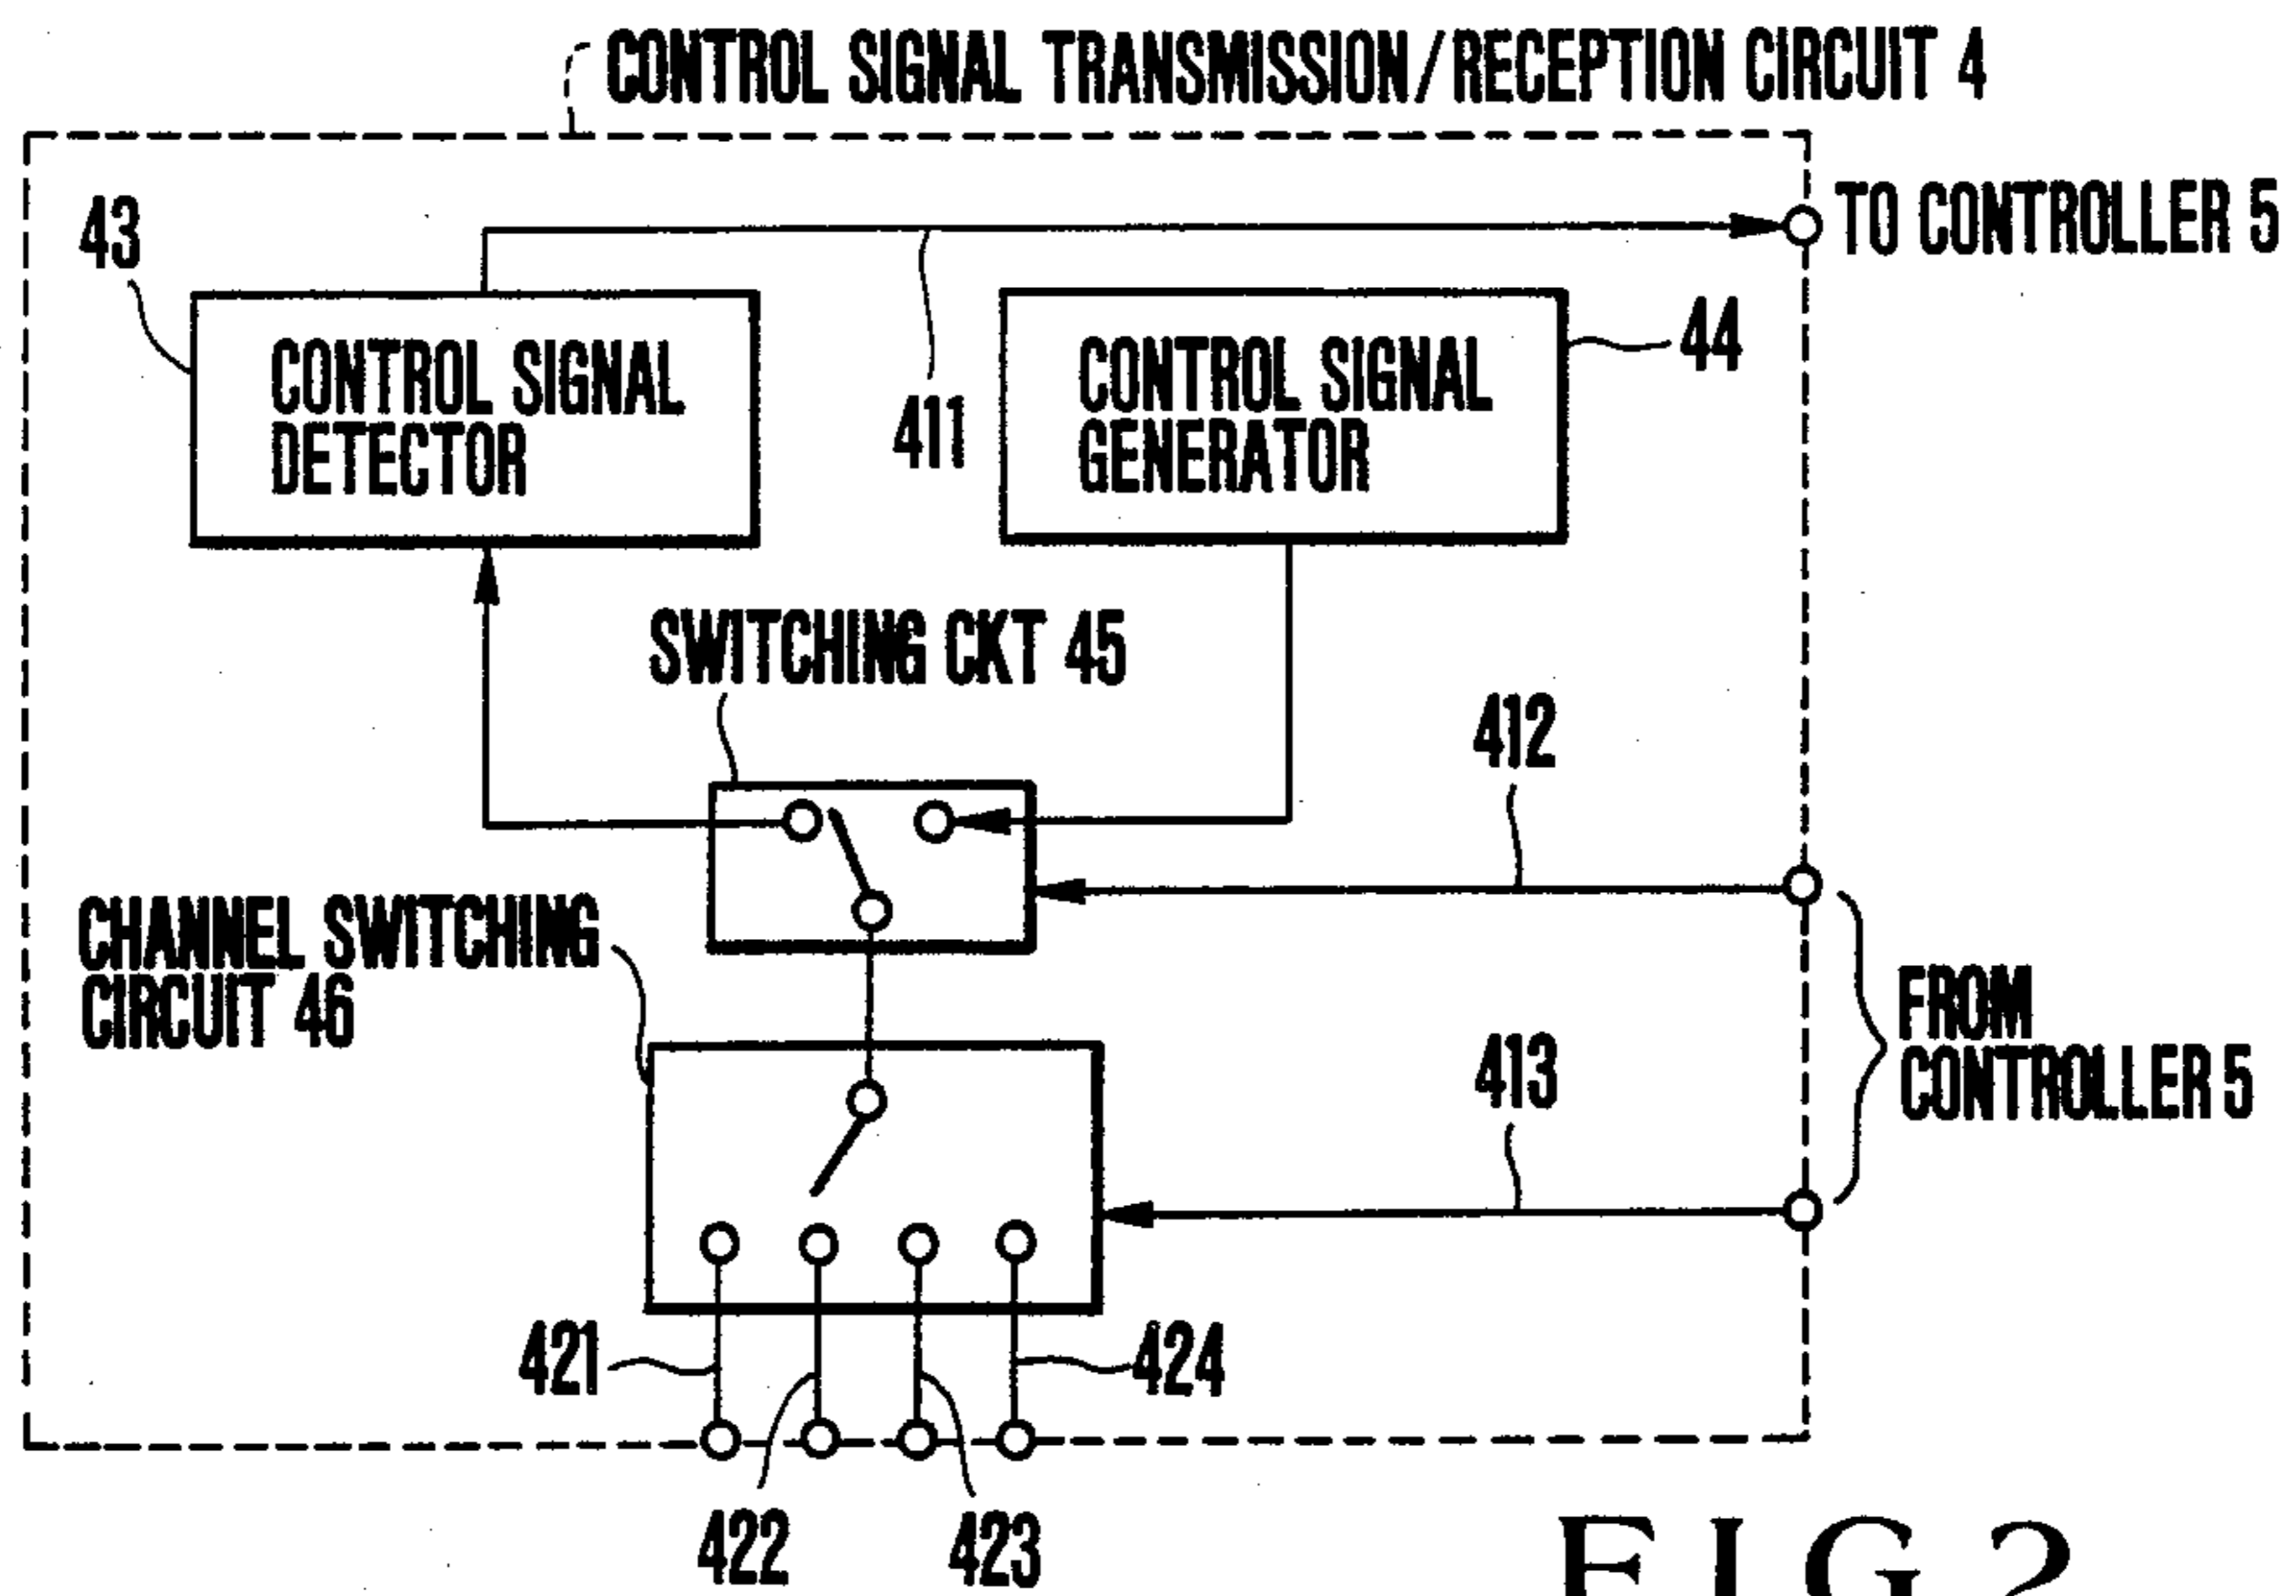 CONTROL SIGNAL TRANSMISSION/RECEPTION CIRCUIT 4
TO CONTROLLER 5
43
CONTROL SIGNAL
DETECTOR
411
CONTROL SIGNAL
GENERATOR
44
SWITCHING CKT 45
412
CHANNEL SWITCHING
CIRCUIT 46
FROM
CONTROLLER 5
413
421
424
422
423
FIG.2